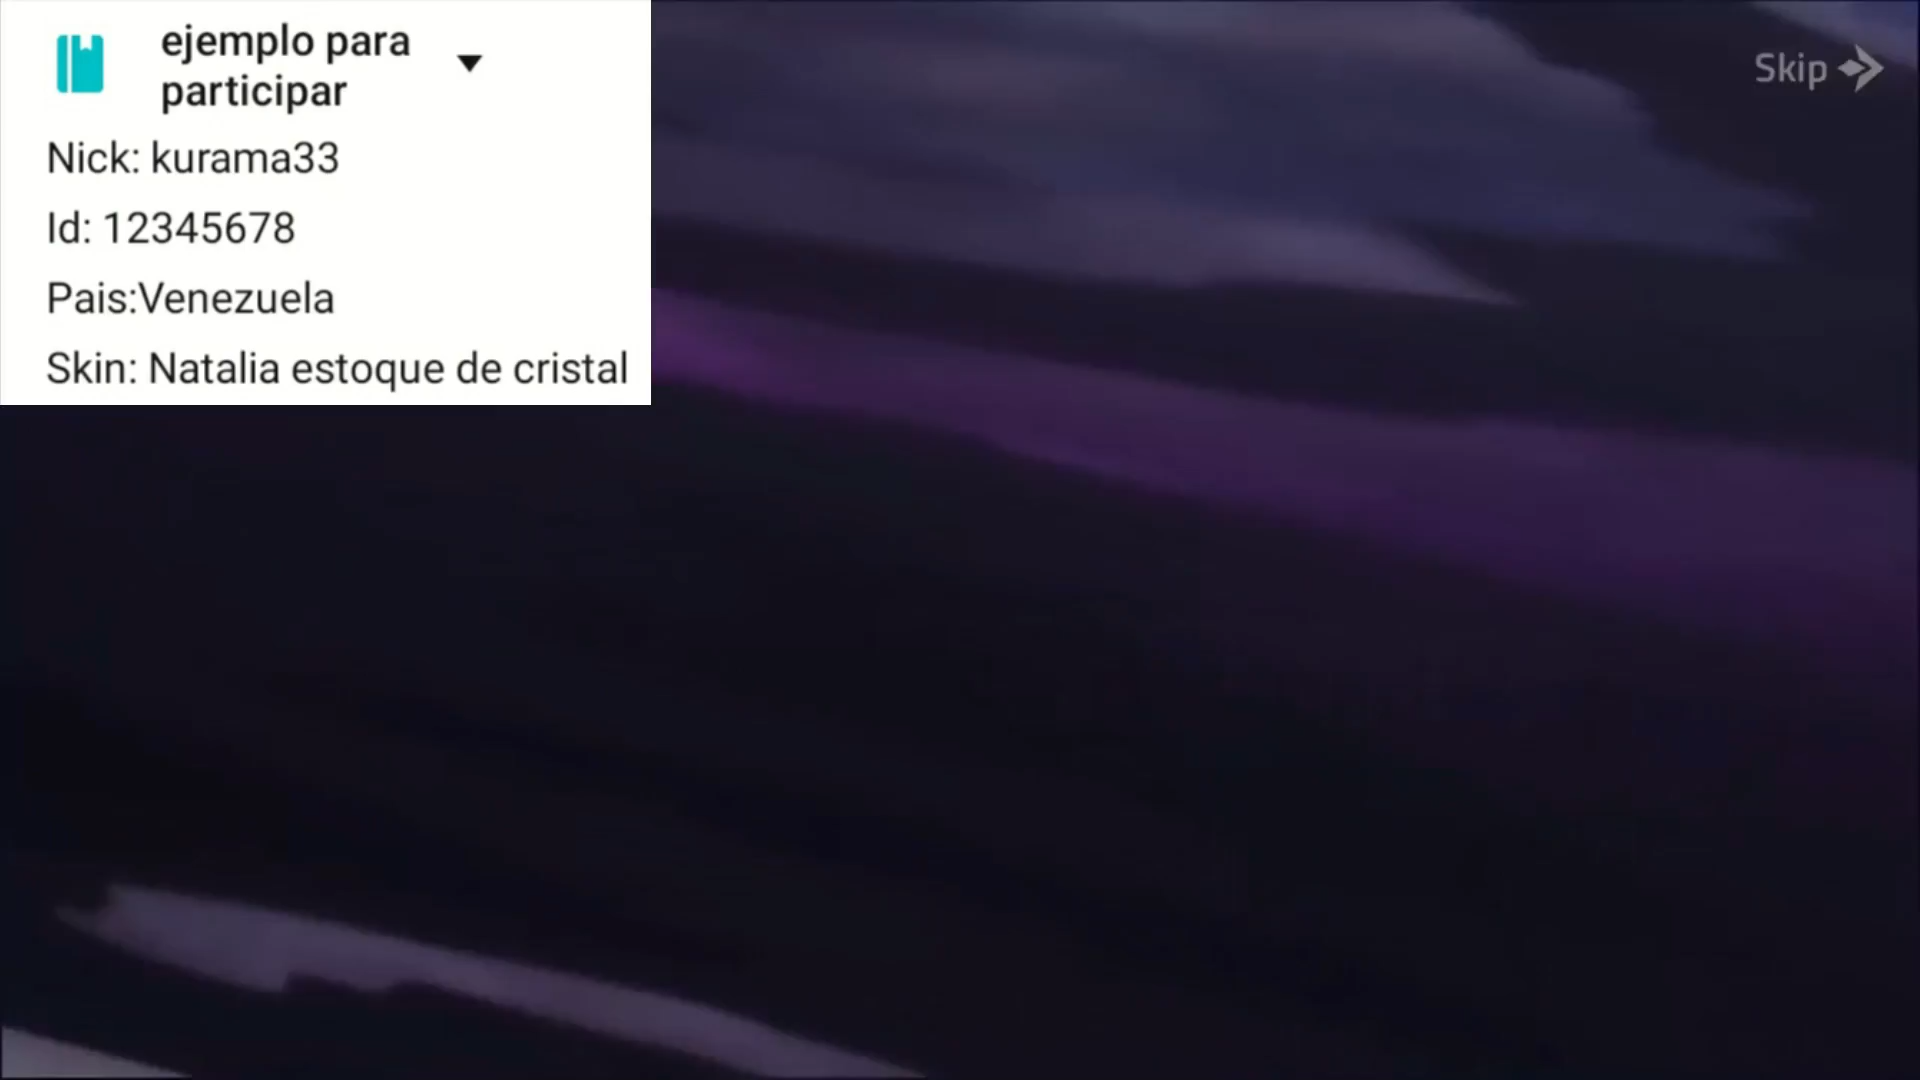 ejemplo para
participar
Nick: kurama33
Id: 12345678
Pais:Venezuela
Skin: Natalia estoque de cristal
Skip